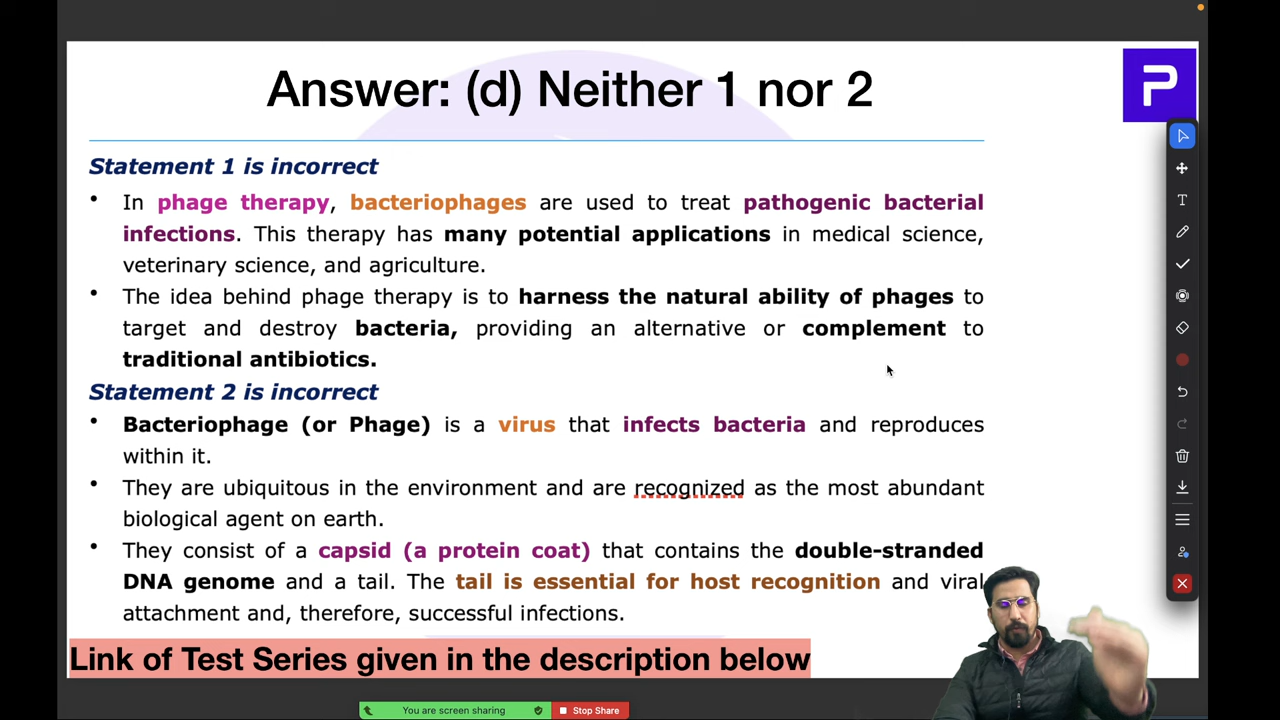 Answer: (d) Neither 1 nor 2
P
Statement 1 is incorrect
• In phage therapy, bacteriophages are used to treat pathogenic bacterial
infections. This therapy has many potential applications in medical science,
veterinary science, and agriculture.
• The idea behind phage therapy is to harness the natural ability of phages to
target and destroy bacteria, providing an alternative or complement to
traditional antibiotics.
Statement 2 is incorrect
• Bacteriophage (or Phage) is a virus that infects bacteria and reproduces
within it.
• They are ubiquitous in the environment and are recognized as the most abundant
biological agent on earth.
• They consist of a capsid (a protein coat) that contains the double-stranded
DNA genome and a tail. The tail is essential for host recognition and viral
attachment and, therefore, successful infections.
Link of Test Series given in the description below
You are screen sharing
Stop Share